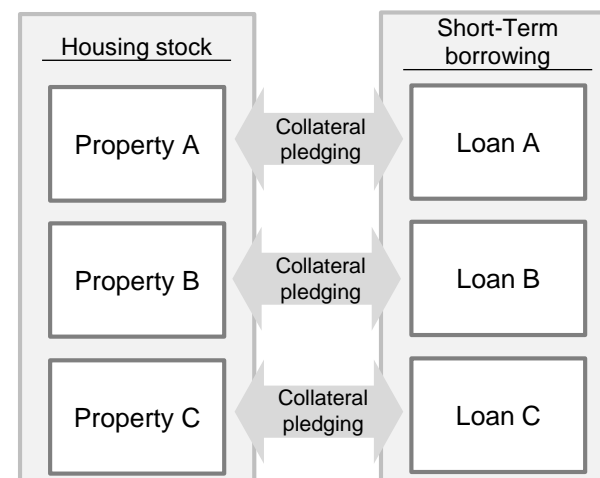 Housing stock
Short-Term
borrowing
Property A
Collateral
pledging
Loan A
Property B
Collateral
pledging
Loan B
Property C
Collateral
pledging
Loan C